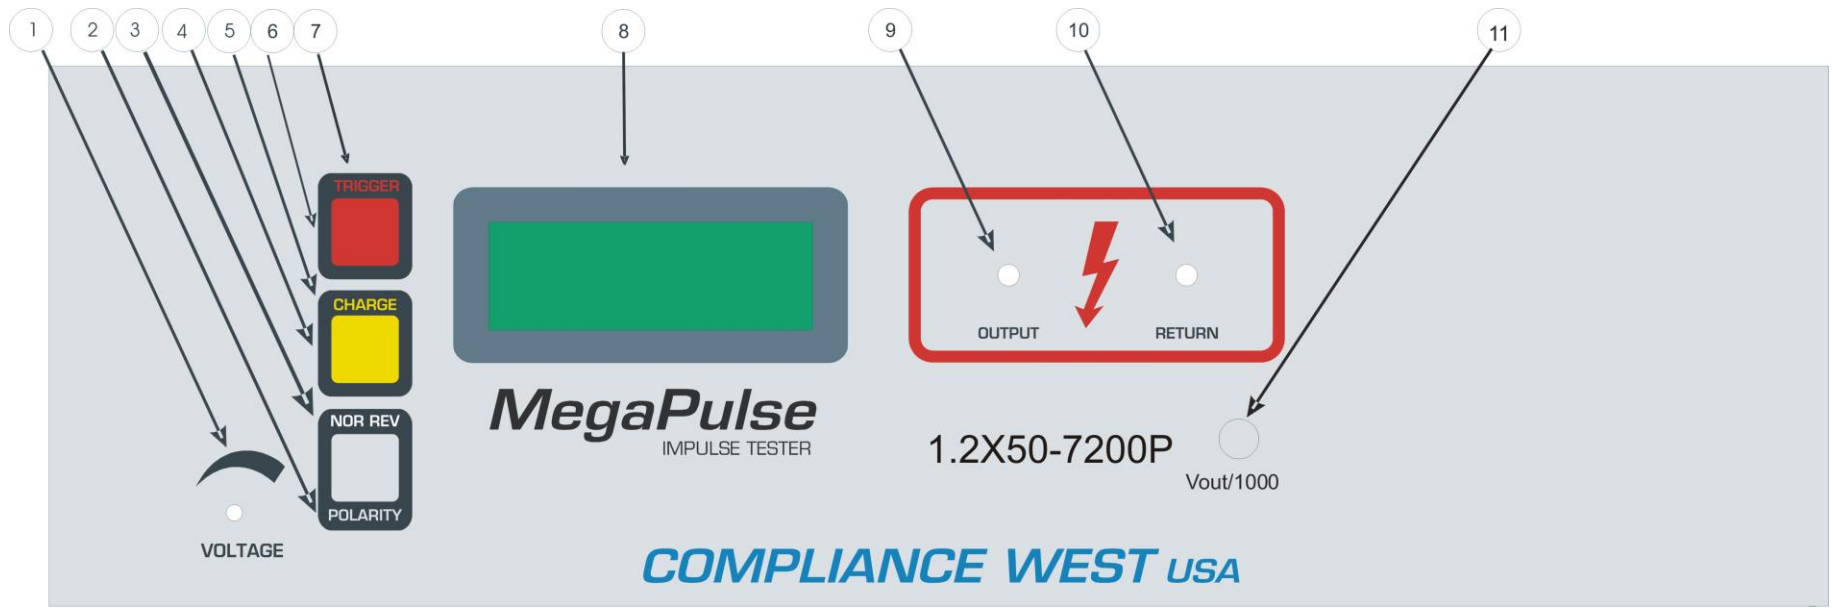 1 2 3 4 5 6 7 8 9 10 11
TRIGGER
CHARGE
NOR REV
POLARITY
VOLTAGE
MegaPulse
IMPULSE TESTER
OUTPUT
RETURN
1.2X50-7200P
Vout/1000
COMPLIANCE WEST USA